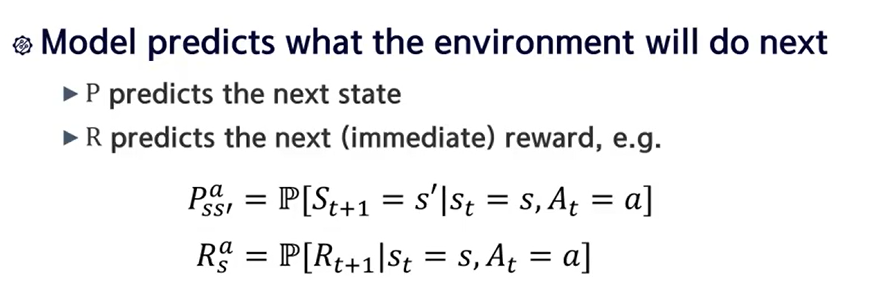 Model predicts what the environment will do next
▶ P predicts the next state
▶ R predicts the next (immediate) reward, e.g.
$P_{ss'}^{a} = \mathbb{P}[S_{t+1} = s'|s_t = s, A_t = a]$
$R_{s}^{a} = \mathbb{P}[R_{t+1}|s_t = s, A_t = a]$